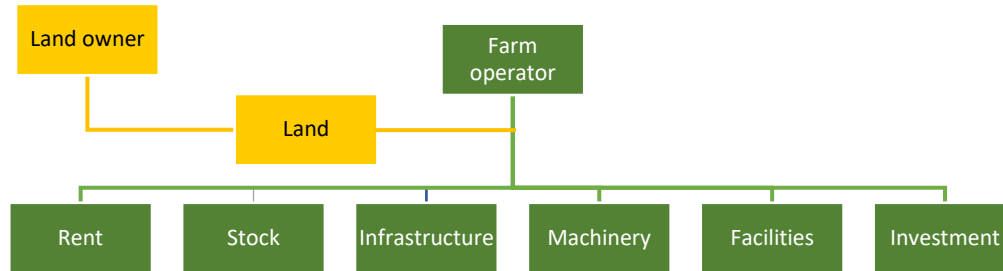 Land owner
Farm
operator
Land
Rent
Stock
Infrastructure
Machinery
Facilities
Investment